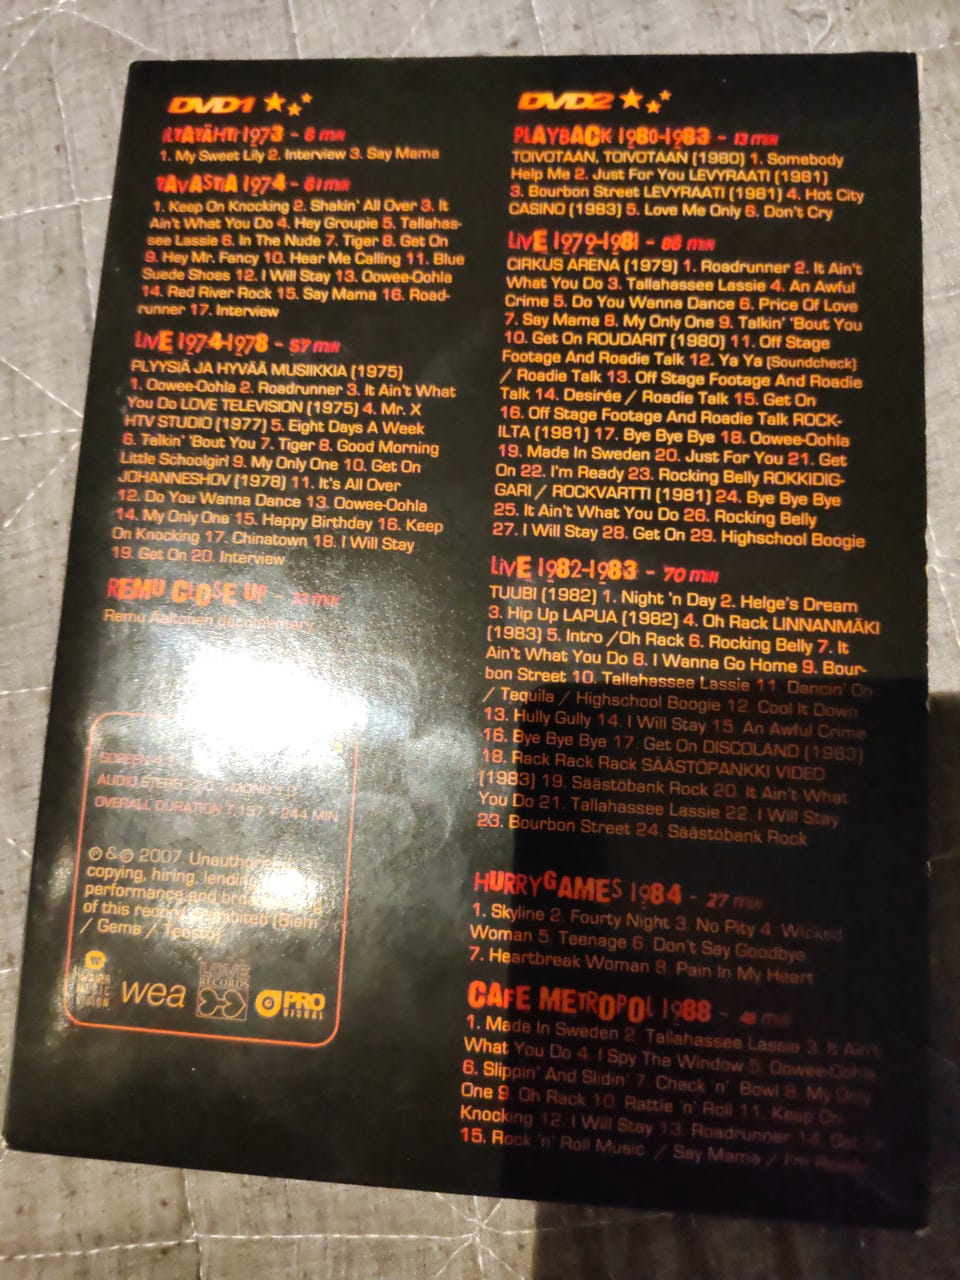 DVD1
ILTATÄHTI 1973 - 6 MIN
1. My Sweet Lily 2. Interview 3. Say Mama
TAVASTIA 1974 - 61 MIN
1. Keep On Knocking 2. Shakin' All Over 3. It
Ain't What You Do 4. Hey Groupie 5. Tallahas-
see Lassie 6. In The Nude 7. Tiger 8. Get On
9. Hey Mr. Fancy 10. Hear Me Calling 11. Blue
Suede Shoes 12. I Will Stay 13. Oowee-Oohla
14. Red River Rock 15. Say Mama 16. Road-
runner 17. Interview
LIVE 1974-1978 - 57 MIN
PLYYSIÄ JA HYVÄÄ MUSIIKKIA (1975)
1. Oowee-Oohla 2. Roadrunner 3. It Ain't What
You Do LOVE TELEVISION (1975) 4. Mr. X
HTV STUDIO (1977) 5. Eight Days A Week
6. Talkin' 'Bout You 7. Tiger 8. Good Morning
Little Schoolgirl 9. My Only One 10. Get On
JOHANNESHOV (1978) 11. It's All Over
12. Do You Wanna Dance 13. Oowee-Oohla
14. My Only One 15. Happy Birthday 16. Keep
On Knocking 17. Chinatown 18. I Will Stay
19. Get On 20. Interview
REMU CLOSE UP - 33 MIN
Remu Aaltonen documentary
SCREEN 4:3
AUDIO STEREO 2.0 / MONO
OVERALL DURATION 157 + 244 MIN
℗ & © 2007. Unauthorized
copying, hiring, lending
performance and
of this record prohibited (Biem
/ Gema / Teosto)
WARNER MUSIC VISION
wea
LOVE RECORDS
PRO VISUAL
DVD2
PLAYBACK 1980-1983 - 13 MIN
TOIVOTAAN, TOIVOTAAN (1980) 1. Somebody
Help Me 2. Just For You LEVYRAATI (1981)
3. Bourbon Street LEVYRAATI (1981) 4. Hot City
CASINO (1983) 5. Love Me Only 6. Don't Cry
LIVE 1979-1981 - 86 MIN
CIRKUS ARENA (1979) 1. Roadrunner 2. It Ain't
What You Do 3. Tallahassee Lassie 4. An Awful
Crime 5. Do You Wanna Dance 6. Price Of Love
7. Say Mama 8. My Only One 9. Talkin' 'Bout You
10. Get On ROUDARIT (1980) 11. Off Stage
Footage And Roadie Talk 12. Ya Ya (Soundcheck)
/ Roadie Talk 13. Off Stage Footage And Roadie
Talk 14. Desirée / Roadie Talk 15. Get On
16. Off Stage Footage And Roadie Talk ROCK-
ILTA (1981) 17. Bye Bye Bye 18. Oowee-Oohla
19. Made In Sweden 20. Just For You 21. Get
On 22. I'm Ready 23. Rocking Belly ROKKIDIG-
GARI / ROCKVARTTI (1981) 24. Bye Bye Bye
25. It Ain't What You Do 26. Rocking Belly
27. I Will Stay 28. Get On 29. Highschool Boogie
LIVE 1982-1983 - 70 MIN
TUUBI (1982) 1. Night 'n Day 2. Helge's Dream
3. Hip Up LAPUA (1982) 4. Oh Rack LINNANMÄKI
(1983) 5. Intro /Oh Rack 6. Rocking Belly 7. It
Ain't What You Do 8. I Wanna Go Home 9. Bour-
bon Street 10. Tallahassee Lassie 11. Dancin' On
/ Tequila / Highschool Boogie 12. Cool It Down
13. Hully Gully 14. I Will Stay 15. An Awful Crime
16. Bye Bye Bye 17. Get On DISCOLAND (1983)
18. Rack Rack Rack SÄÄSTÖPANKKI VIDEO
(1983) 19. Säästöbank Rock 20. It Ain't What
You Do 21. Tallahassee Lassie 22. I Will Stay
23. Bourbon Street 24. Säästöbank Rock
HURRYGAMES 1984 - 27 MIN
1. Skyline 2. Fourty Night 3. No Pity 4. Wicked
Woman 5. Teenage 6. Don't Say Goodbye
7. Heartbreak Woman 8. Pain In My Heart
CAFE METROPOL 1988 - MIN
1. Made In Sweden 2. Tallahassee Lassie 3. It Ain't
What You Do 4. I Spy The Window 5. Oowee-Oohla
6. Slippin' And Slidin' 7. Check 'n' Bowl 8. My Only
One 9. Oh Rack 10. Rattle 'n' Roll 11. Keep On
Knocking 12. I Will Stay 13. Roadrunner 14. Get On
15. Rock 'n' Roll Music / Say Mama / I'm Ready